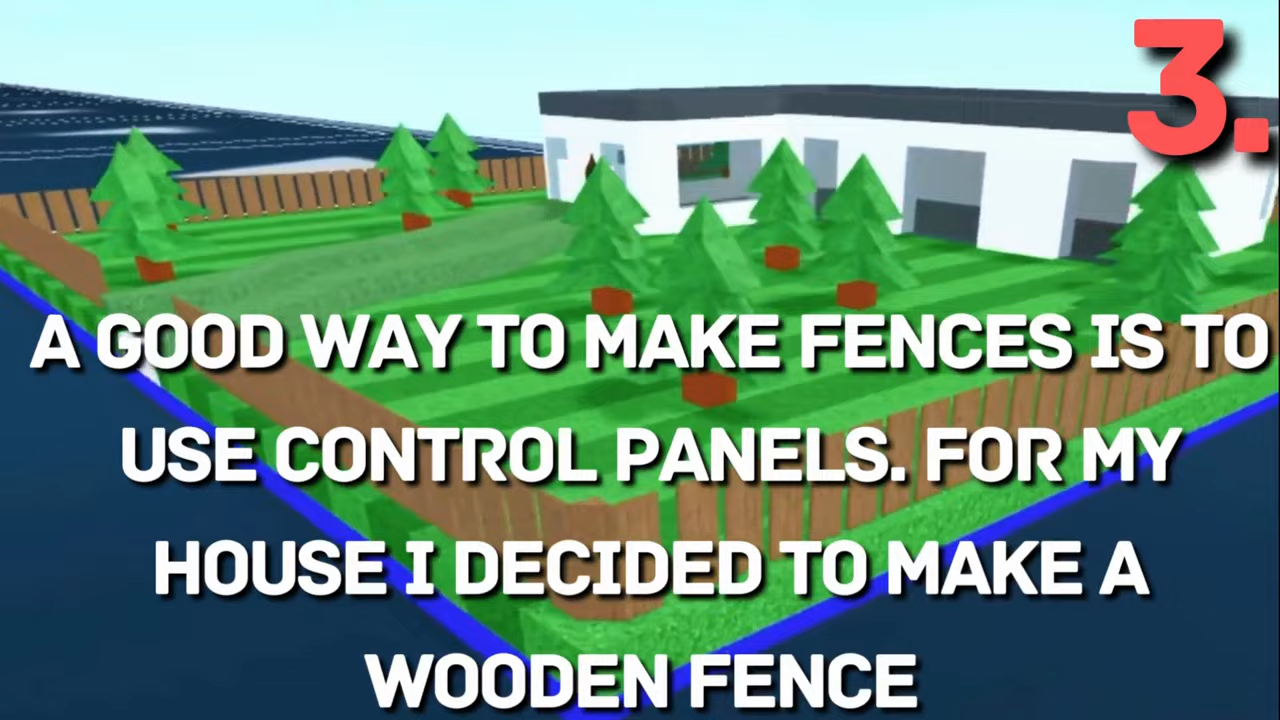 3.
A GOOD WAY TO MAKE FENCES IS TO
USE CONTROL PANELS. FOR MY
HOUSE I DECIDED TO MAKE A
WOODEN FENCE